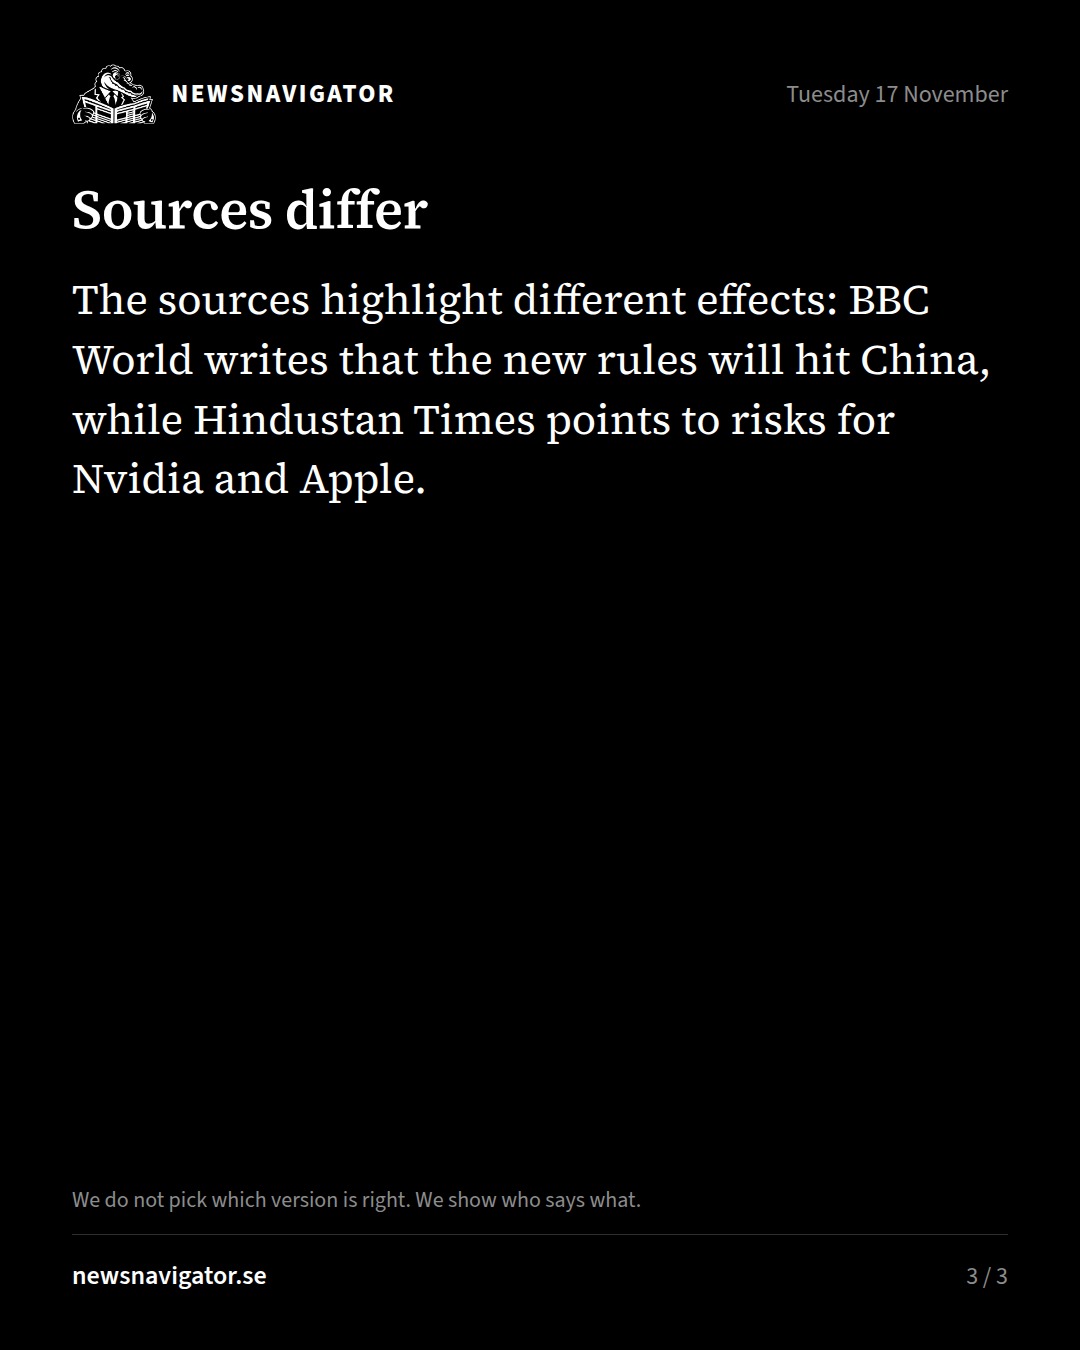 NEWSNAVIGATOR
Tuesday 17 November
Sources differ
The sources highlight different effects: BBC
World writes that the new rules will hit China,
while Hindustan Times points to risks for
Nvidia and Apple.
We do not pick which version is right. We show who says what.
newsnavigator.se
3 / 3